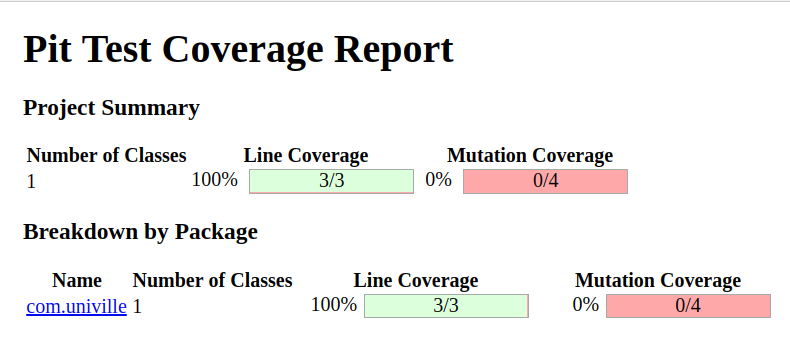 Pit Test Coverage Report
Project Summary
Number of Classes Line Coverage Mutation Coverage
1 100% 3/3 0% 0/4
Breakdown by Package
Name Number of Classes Line Coverage Mutation Coverage
com.univille 1 100% 3/3 0% 0/4